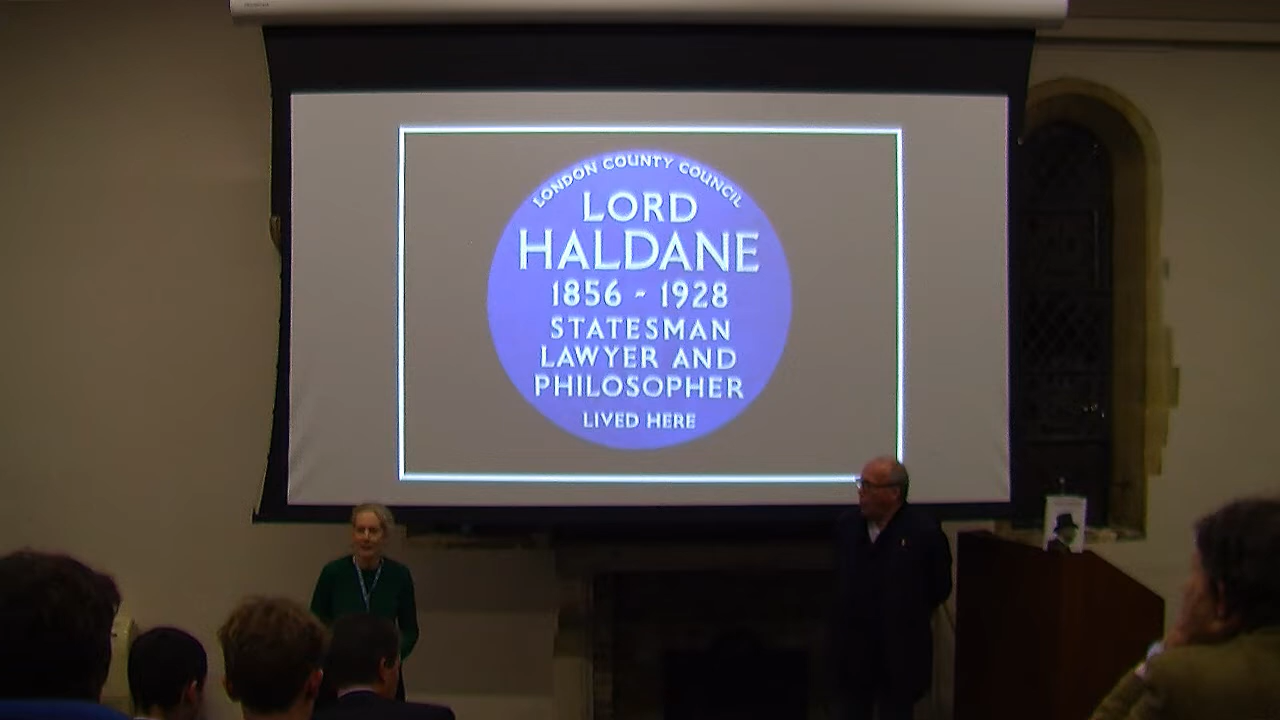 LONDON COUNTY COUNCIL
LORD
HALDANE
1856 - 1928
STATESMAN
LAWYER AND
PHILOSOPHER
LIVED HERE